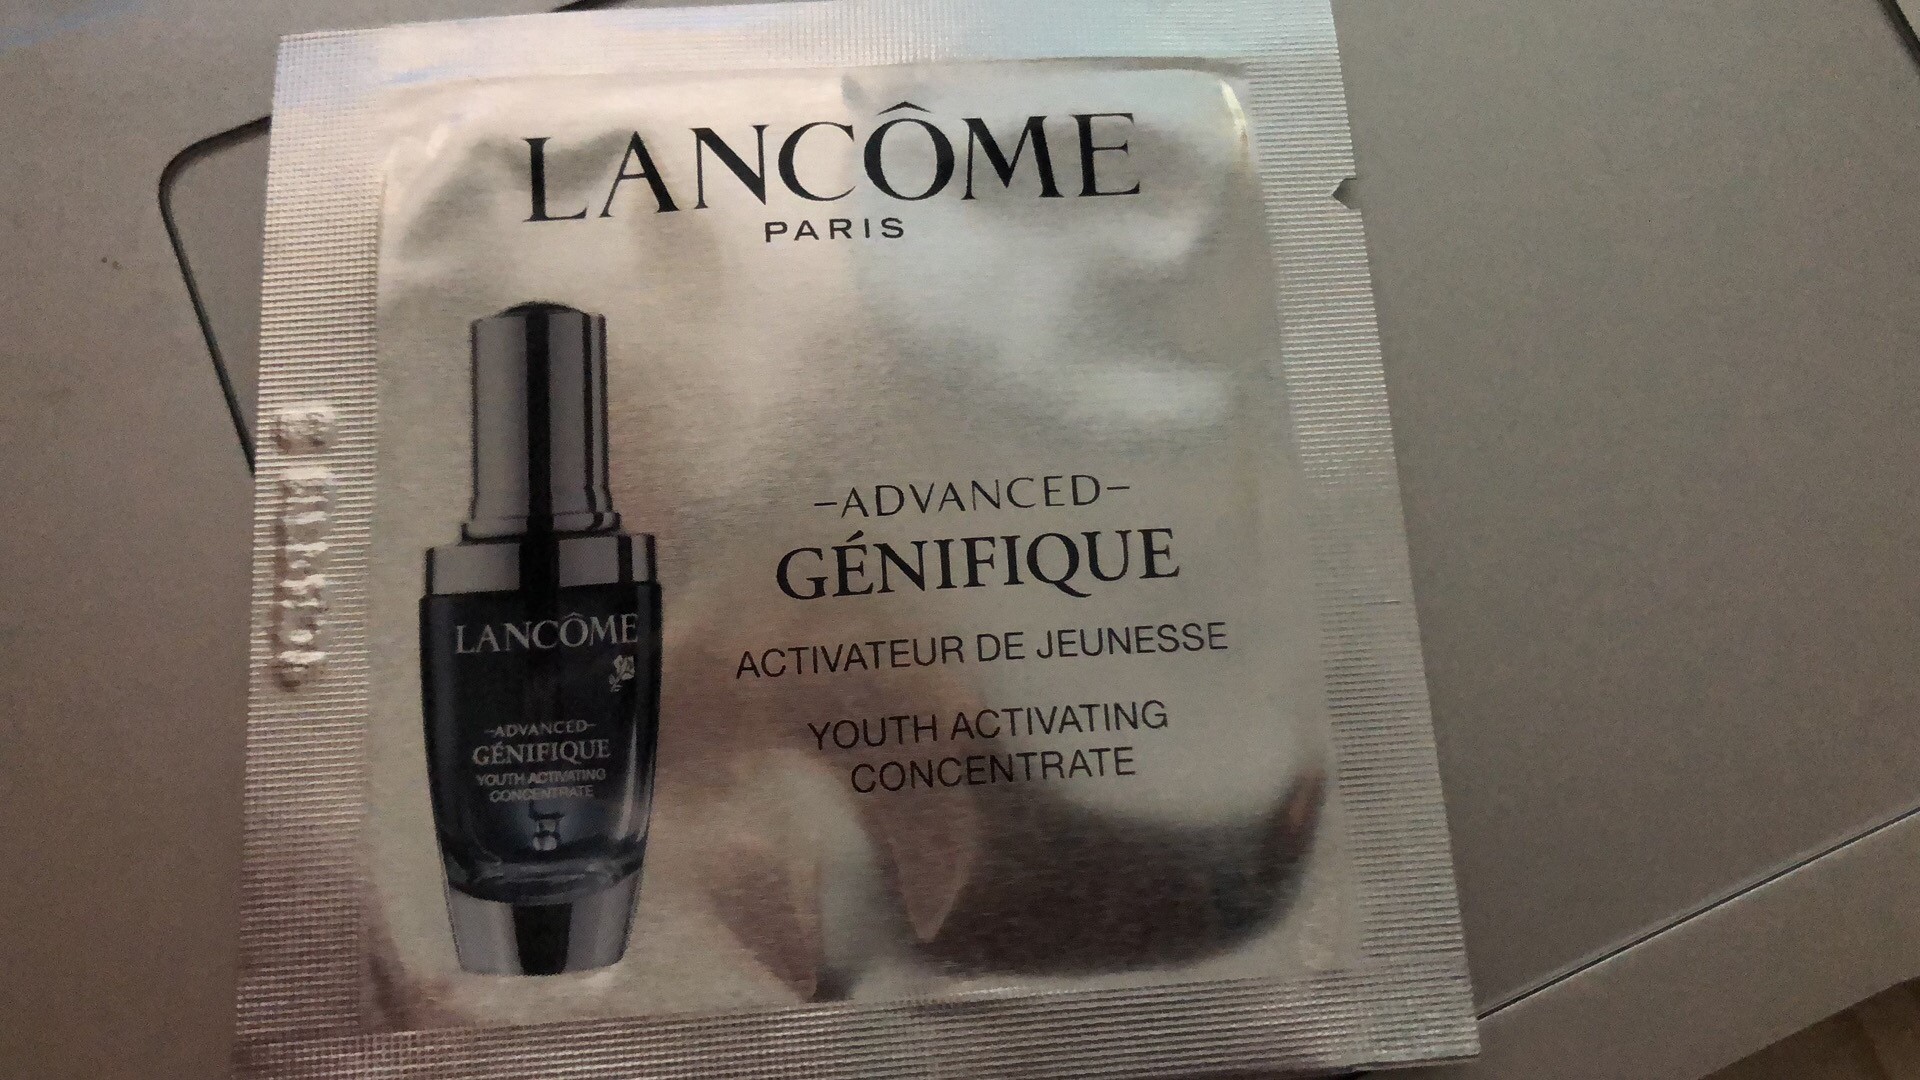 LANCÔME
PARIS
-ADVANCED-
GÉNIFIQUE
ACTIVATEUR DE JEUNESSE
YOUTH ACTIVATING
CONCENTRATE
LANCÔME
-ADVANCED-
GÉNIFIQUE
YOUTH ACTIVATING
CONCENTRATE